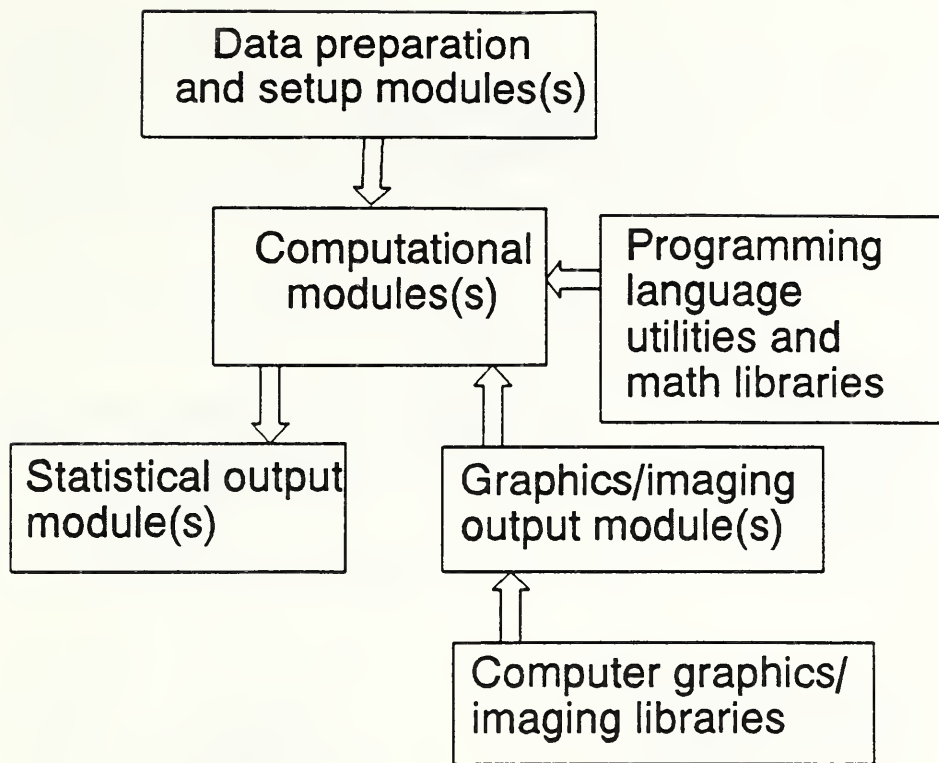 Data preparation
and setup modules(s)
Computational
modules(s)
Programming
language
utilities and
math libraries
Statistical output
module(s)
Graphics/imaging
output module(s)
Computer graphics/
imaging libraries